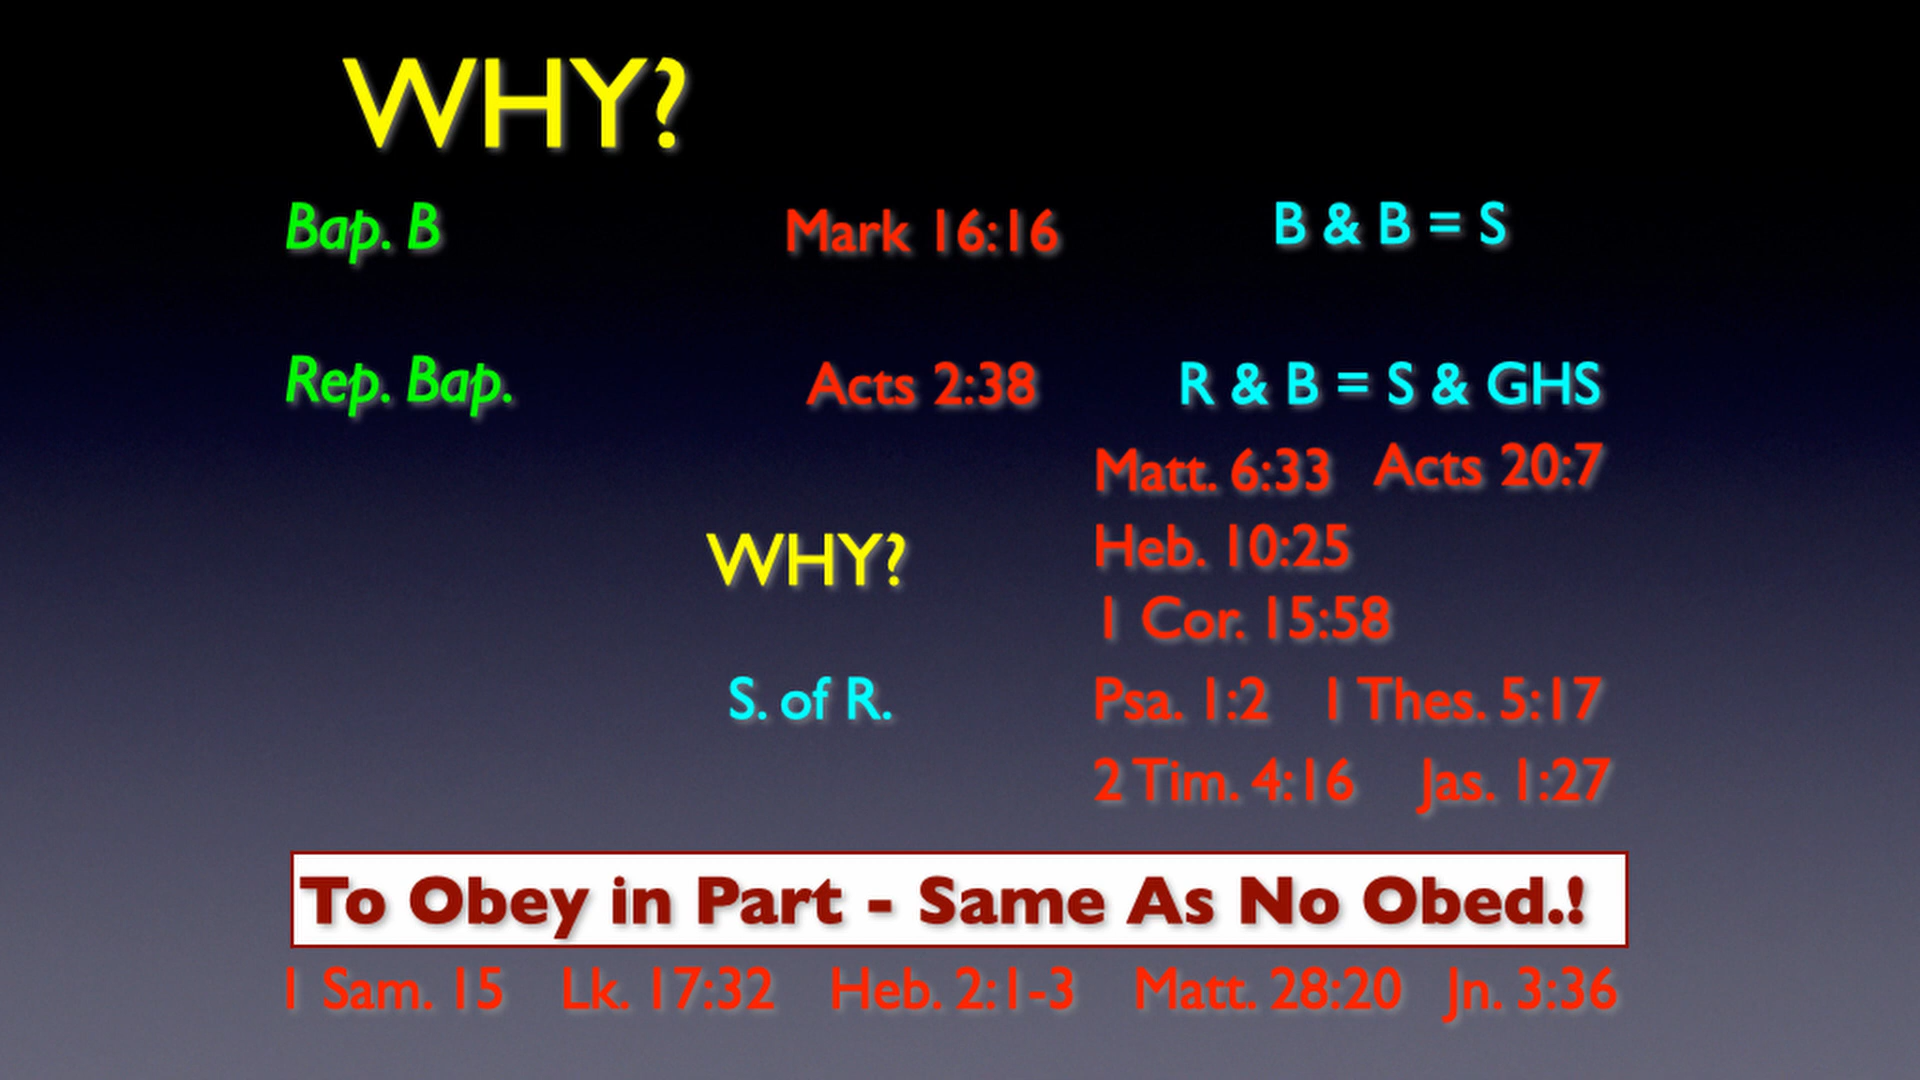 WHY?
Bap. B Mark 16:16 B & B = S
Rep. Bap. Acts 2:38 R & B = S & GHS
Matt. 6:33 Acts 20:7
WHY? Heb. 10:25
1 Cor. 15:58
S. of R. Psa. 1:2 1 Thes. 5:17
2 Tim. 4:16 Jas. 1:27
To Obey in Part - Same As No Obed.!
1 Sam. 15 Lk. 17:32 Heb. 2:1-3 Matt. 28:20 Jn. 3:36